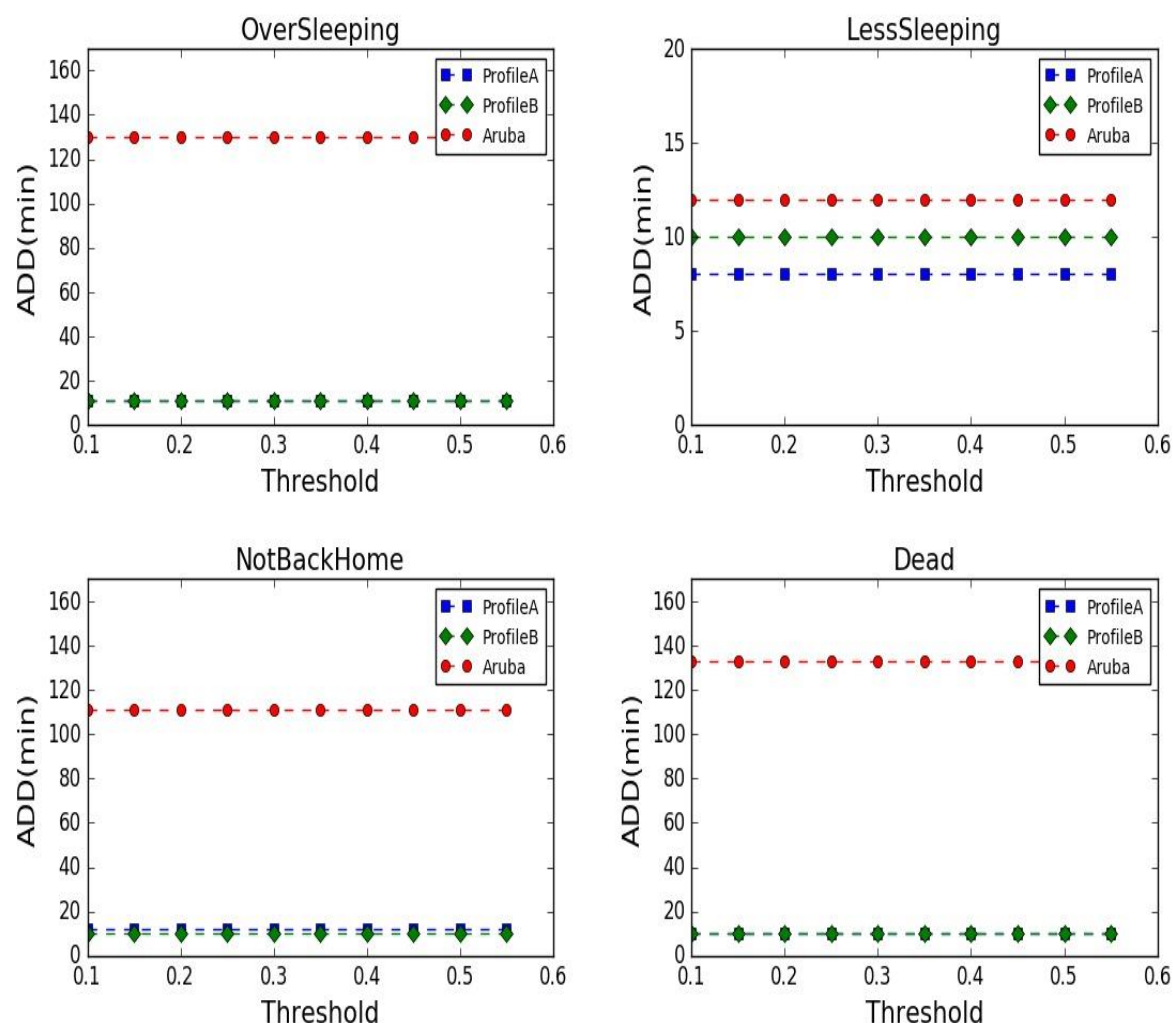 OverSleeping
160
140
120
100
80
60
40
20
0
ADD(min)
0.1 0.2 0.3 0.4 0.5 0.6
Threshold
ProfileA
ProfileB
Aruba
LessSleeping
20
15
10
5
0
ADD(min)
0.1 0.2 0.3 0.4 0.5 0.6
Threshold
ProfileA
ProfileB
Aruba
NotBackHome
160
140
120
100
80
60
40
20
0
ADD(min)
0.1 0.2 0.3 0.4 0.5 0.6
Threshold
ProfileA
ProfileB
Aruba
Dead
160
140
120
100
80
60
40
20
0
ADD(min)
0.1 0.2 0.3 0.4 0.5 0.6
Threshold
ProfileA
ProfileB
Aruba